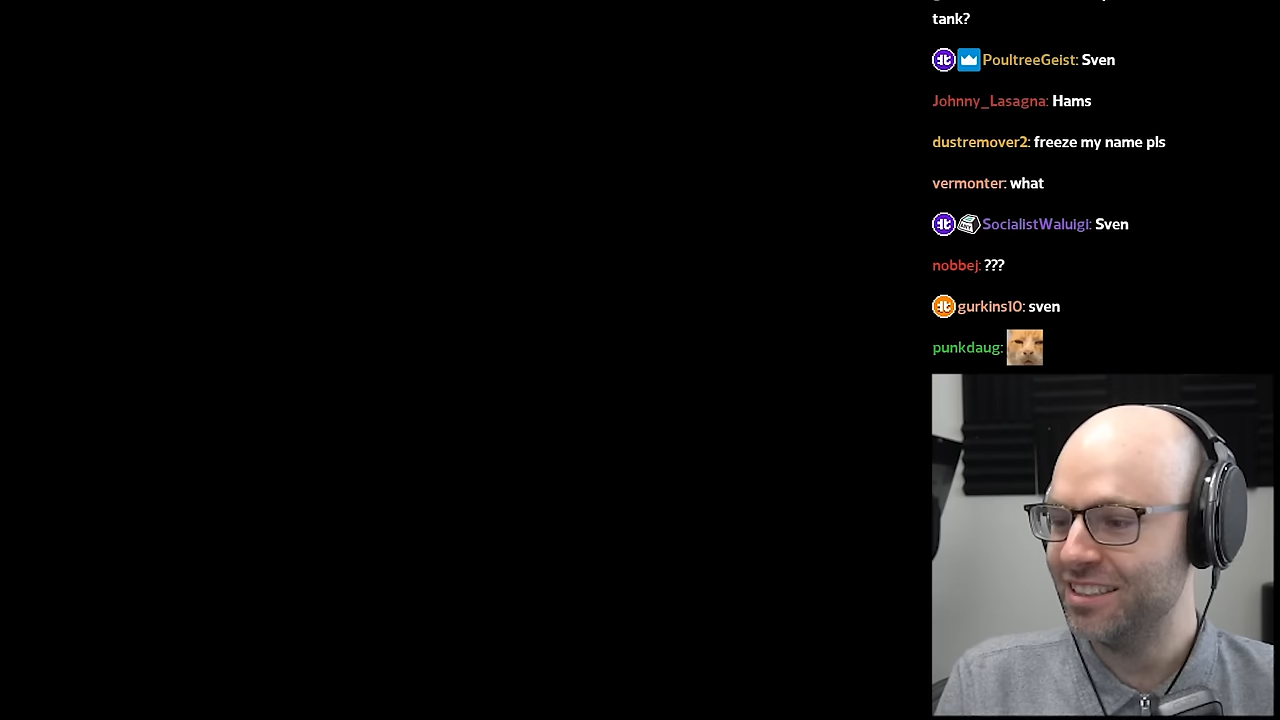 tank?
PoultreeGeist: Sven
Johnny_Lasagna: Hams
dustremover2: freeze my name pls
vermonter: what
SocialistWaluigi: Sven
nobbej: ???
gurkins10: sven
punkdaug: